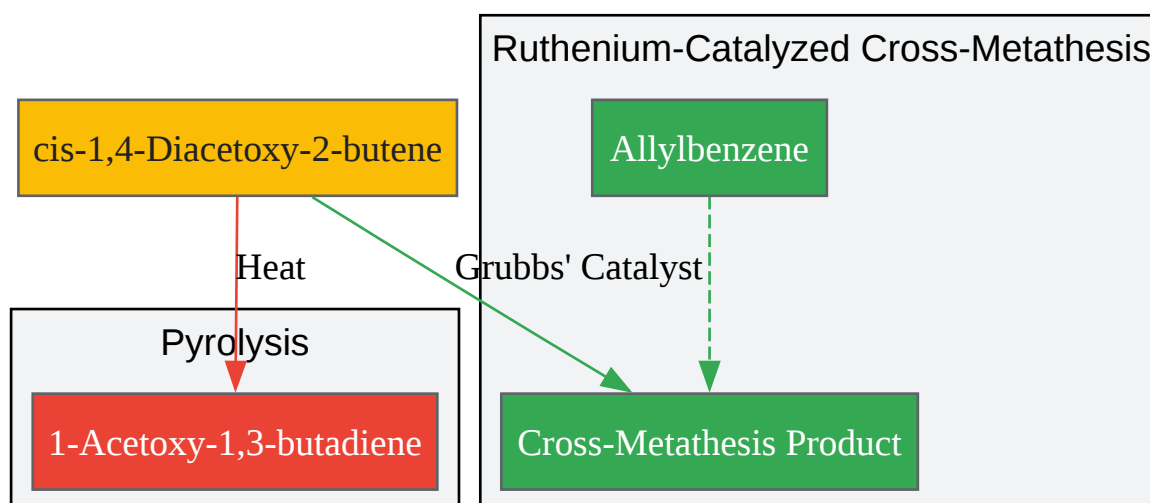 Ruthenium-Catalyzed Cross-Metathesis
cis-1,4-Diacetoxy-2-butene
Allylbenzene
Heat
Grubbs' Catalyst
Pyrolysis
1-Acetoxy-1,3-butadiene
Cross-Metathesis Product